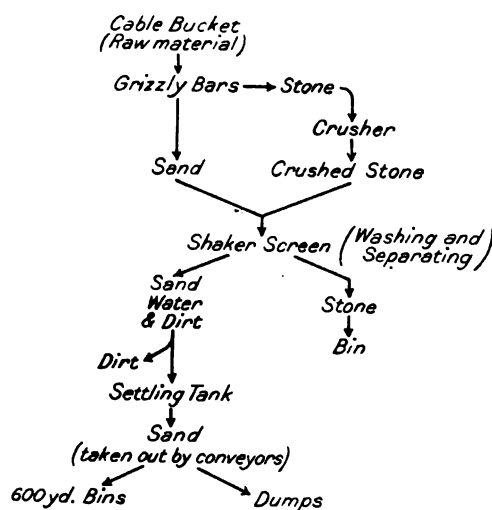 Cable Bucket
(Raw material)
Grizzly Bars
Stone
Crusher
Sand
Crushed Stone
Shaker Screen
(Washing and
Separating)
Sand
Water
& Dirt
Stone
Bin
Dirt
Settling Tank
Sand
(taken out by conveyors)
600 yd. Bins
Dumps